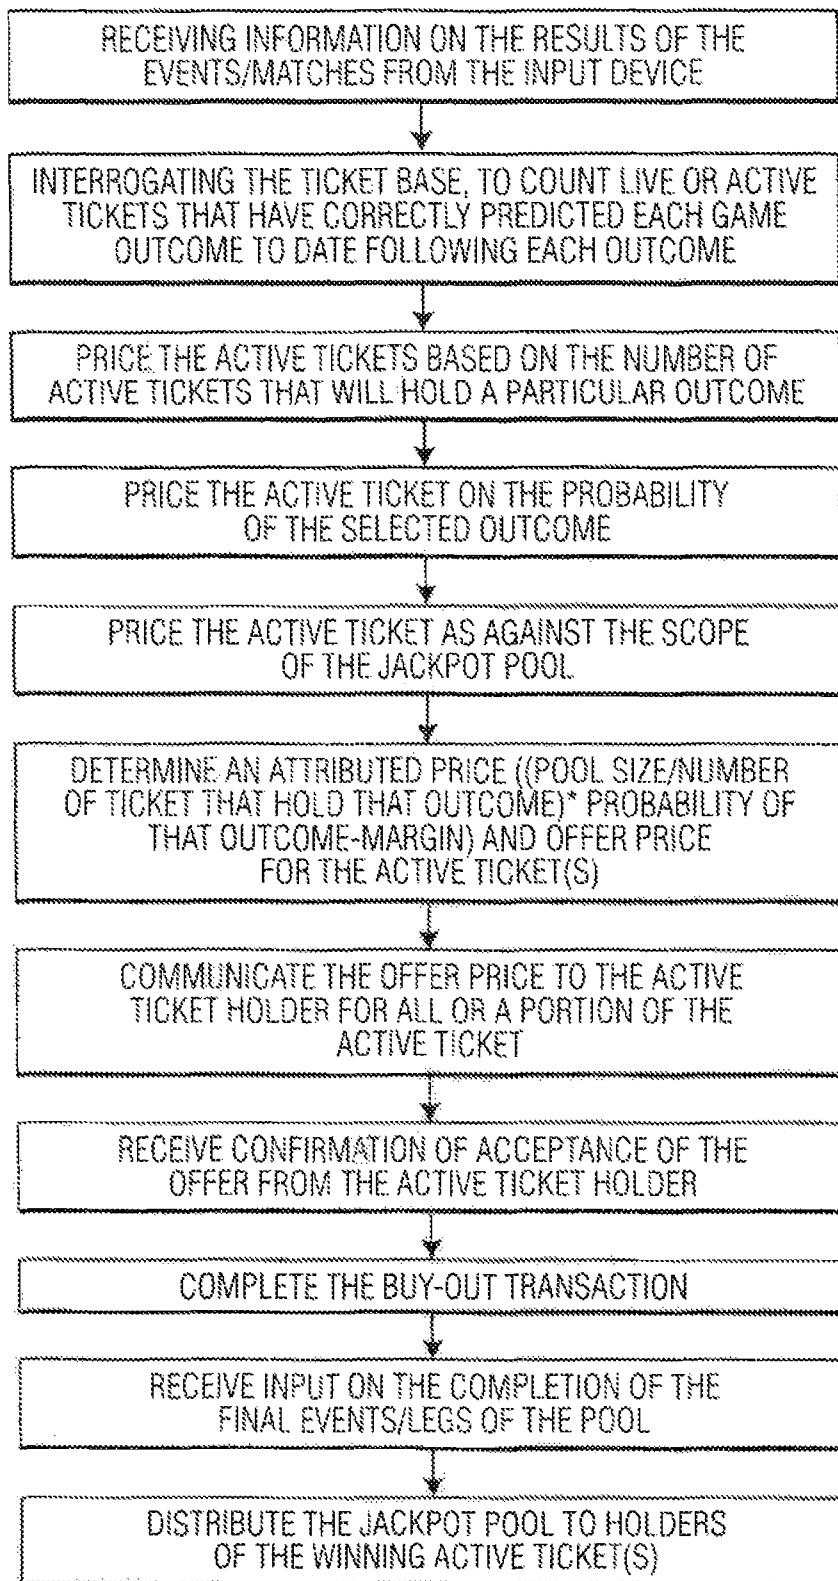 RECEIVING INFORMATION ON THE RESULTS OF THE
EVENTS/MATCHES FROM THE INPUT DEVICE
INTERROGATING THE TICKET BASE, TO COUNT LIVE OR ACTIVE
TICKETS THAT HAVE CORRECTLY PREDICTED EACH GAME
OUTCOME TO DATE FOLLOWING EACH OUTCOME
PRICE THE ACTIVE TICKETS BASED ON THE NUMBER OF
ACTIVE TICKETS THAT WILL HOLD A PARTICULAR OUTCOME
PRICE THE ACTIVE TICKET ON THE PROBABILITY
OF THE SELECTED OUTCOME
PRICE THE ACTIVE TICKET AS AGAINST THE SCOPE
OF THE JACKPOT POOL
DETERMINE AN ATTRIBUTED PRICE ((POOL SIZE/NUMBER
OF TICKET THAT HOLD THAT OUTCOME)* PROBABILITY OF
THAT OUTCOME-MARGIN) AND OFFER PRICE
FOR THE ACTIVE TICKET(S)
COMMUNICATE THE OFFER PRICE TO THE ACTIVE
TICKET HOLDER FOR ALL OR A PORTION OF THE
ACTIVE TICKET
RECEIVE CONFIRMATION OF ACCEPTANCE OF THE
OFFER FROM THE ACTIVE TICKET HOLDER
COMPLETE THE BUY-OUT TRANSACTION
RECEIVE INPUT ON THE COMPLETION OF THE
FINAL EVENTS/LEGS OF THE POOL
DISTRIBUTE THE JACKPOT POOL TO HOLDERS
OF THE WINNING ACTIVE TICKET(S)